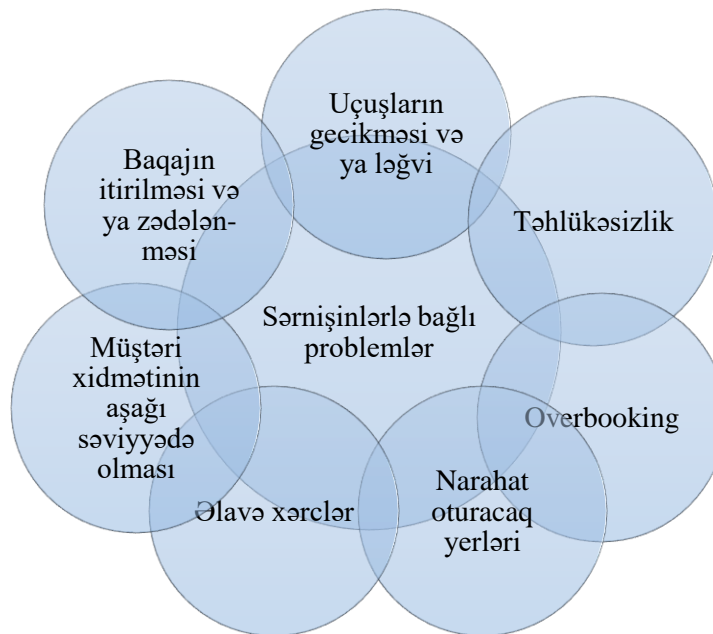 Uçuşların
gecikməsi və
ya ləğvi
Təhlükəsizlik
Overbooking
Narahat
oturacaq
yerləri
Əlavə xərclər
Müştəri
xidmətinin
aşağı
səviyyədə
olması
Baqajın
itirilməsi və
ya zədələn-
məsi
Sərnişinlərlə bağlı
problemlər